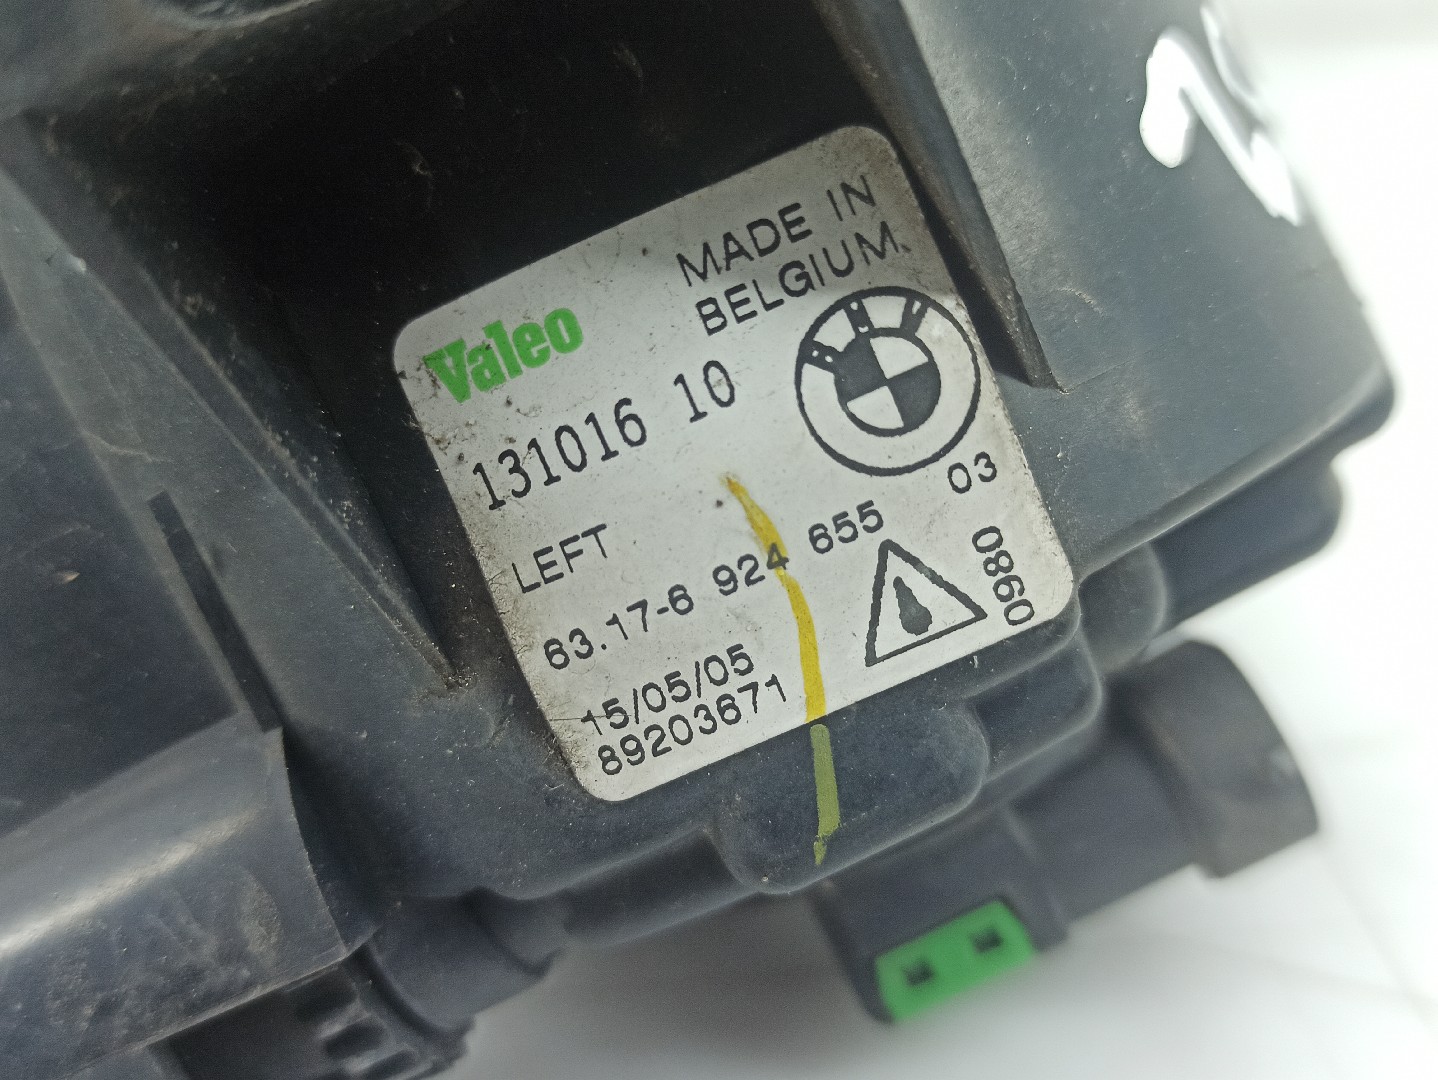 MADE IN
BELGIUM.
Valeo
131016 10
LEFT
03
63.17-6 924 655
0980
15/05/05
89203671